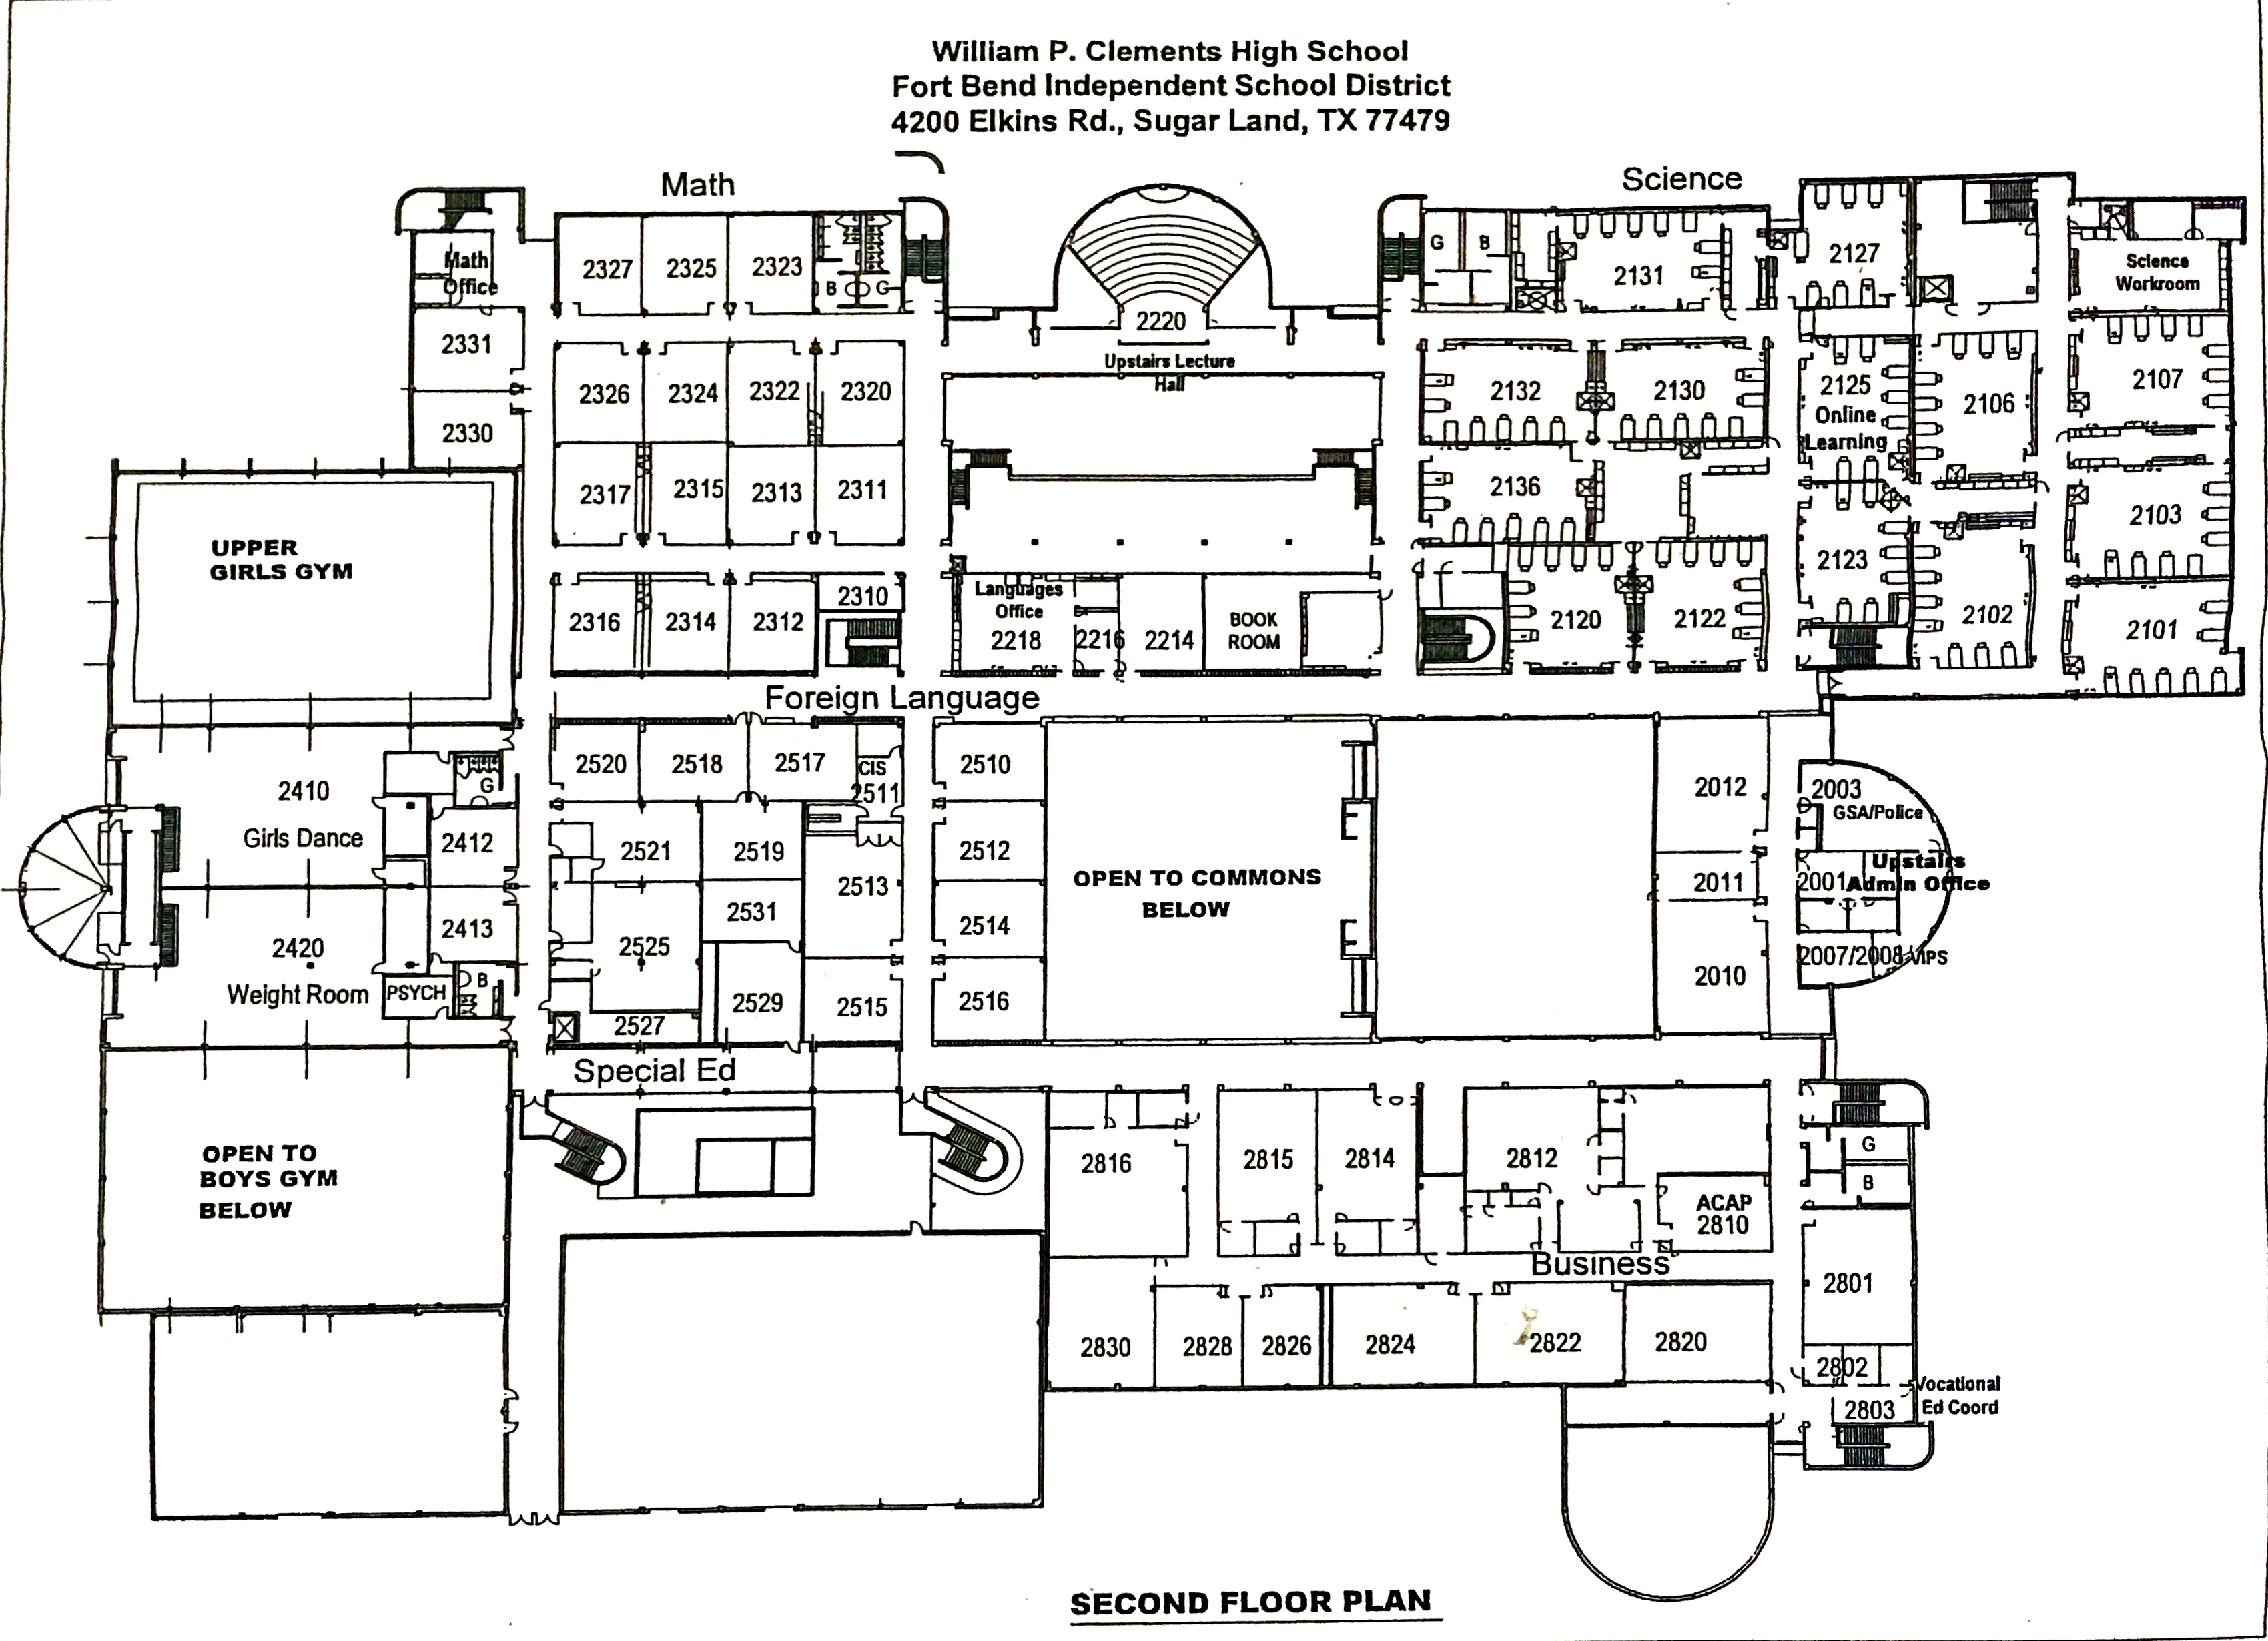 William P. Clements High School
Fort Bend Independent School District
4200 Elkins Rd., Sugar Land, TX 77479
Math
Science
Math
Office
2331
2330
2327
2325
2323
B
G
2326
2324
2322
2320
2317
2315
2313
2311
2316
2314
2312
2310
2220
Upstairs Lecture
Hall
Languages
Office
2218
2216
2214
BOOK
ROOM
G
B
2131
2127
Science
Workroom
2132
2130
2125
Online
Learning
2106
2107
2136
2123
2103
2120
2122
2102
2101
UPPER
GIRLS GYM
Foreign Language
2410
Girls Dance
G
2412
2413
2420
Weight Room
PSYCH
B
2520
2518
2517
CIS
2511
2521
2519
2513
2531
2525
2529
2515
2527
2510
2512
2514
2516
OPEN TO COMMONS
BELOW
2012
2011
2010
2003
GSA/Police
Upstairs
2001 Admin Office
2007/2008 VIPS
Special Ed
OPEN TO
BOYS GYM
BELOW
2816
2815
2814
2812
ACAP
2810
G
B
Business
2801
2830
2828
2826
2824
2822
2820
2802
2803
Vocational
Ed Coord
SECOND FLOOR PLAN